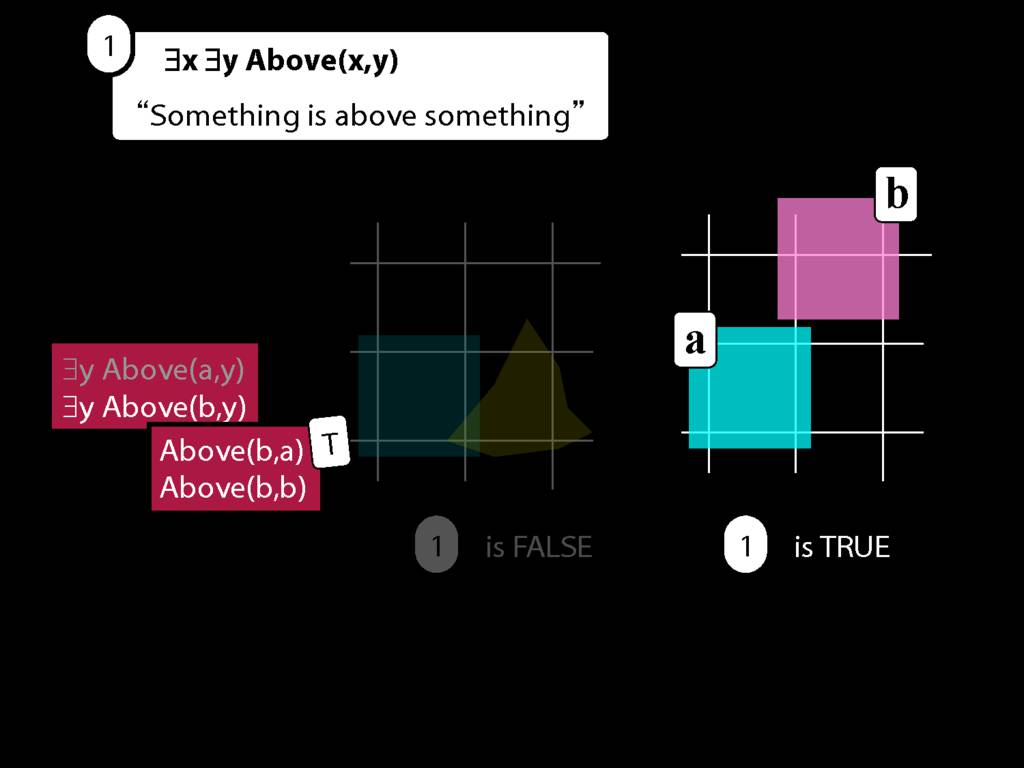 1
∃x ∃y Above(x,y)
“Something is above something”
b
a
∃y Above(a,y)
∃y Above(b,y)
Above(b,a) T
Above(b,b)
1 is FALSE
1 is TRUE